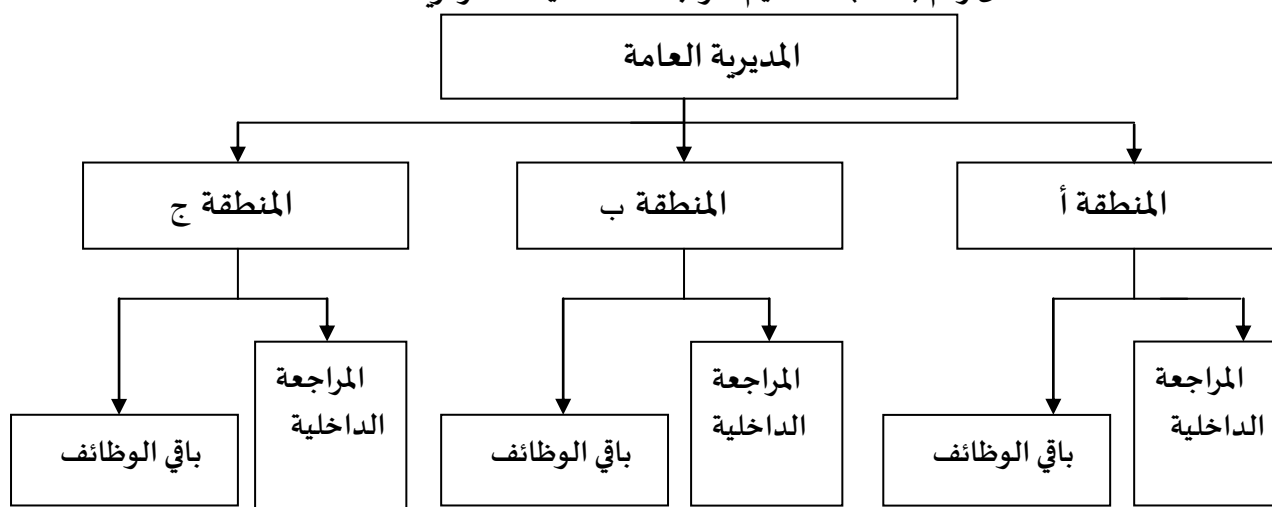 المديرية العامة
المنطقة أ
المنطقة ب
المنطقة ج
المراجعة
الداخلية
باقي الوظائف
المراجعة
الداخلية
باقي الوظائف
المراجعة
الداخلية
باقي الوظائف